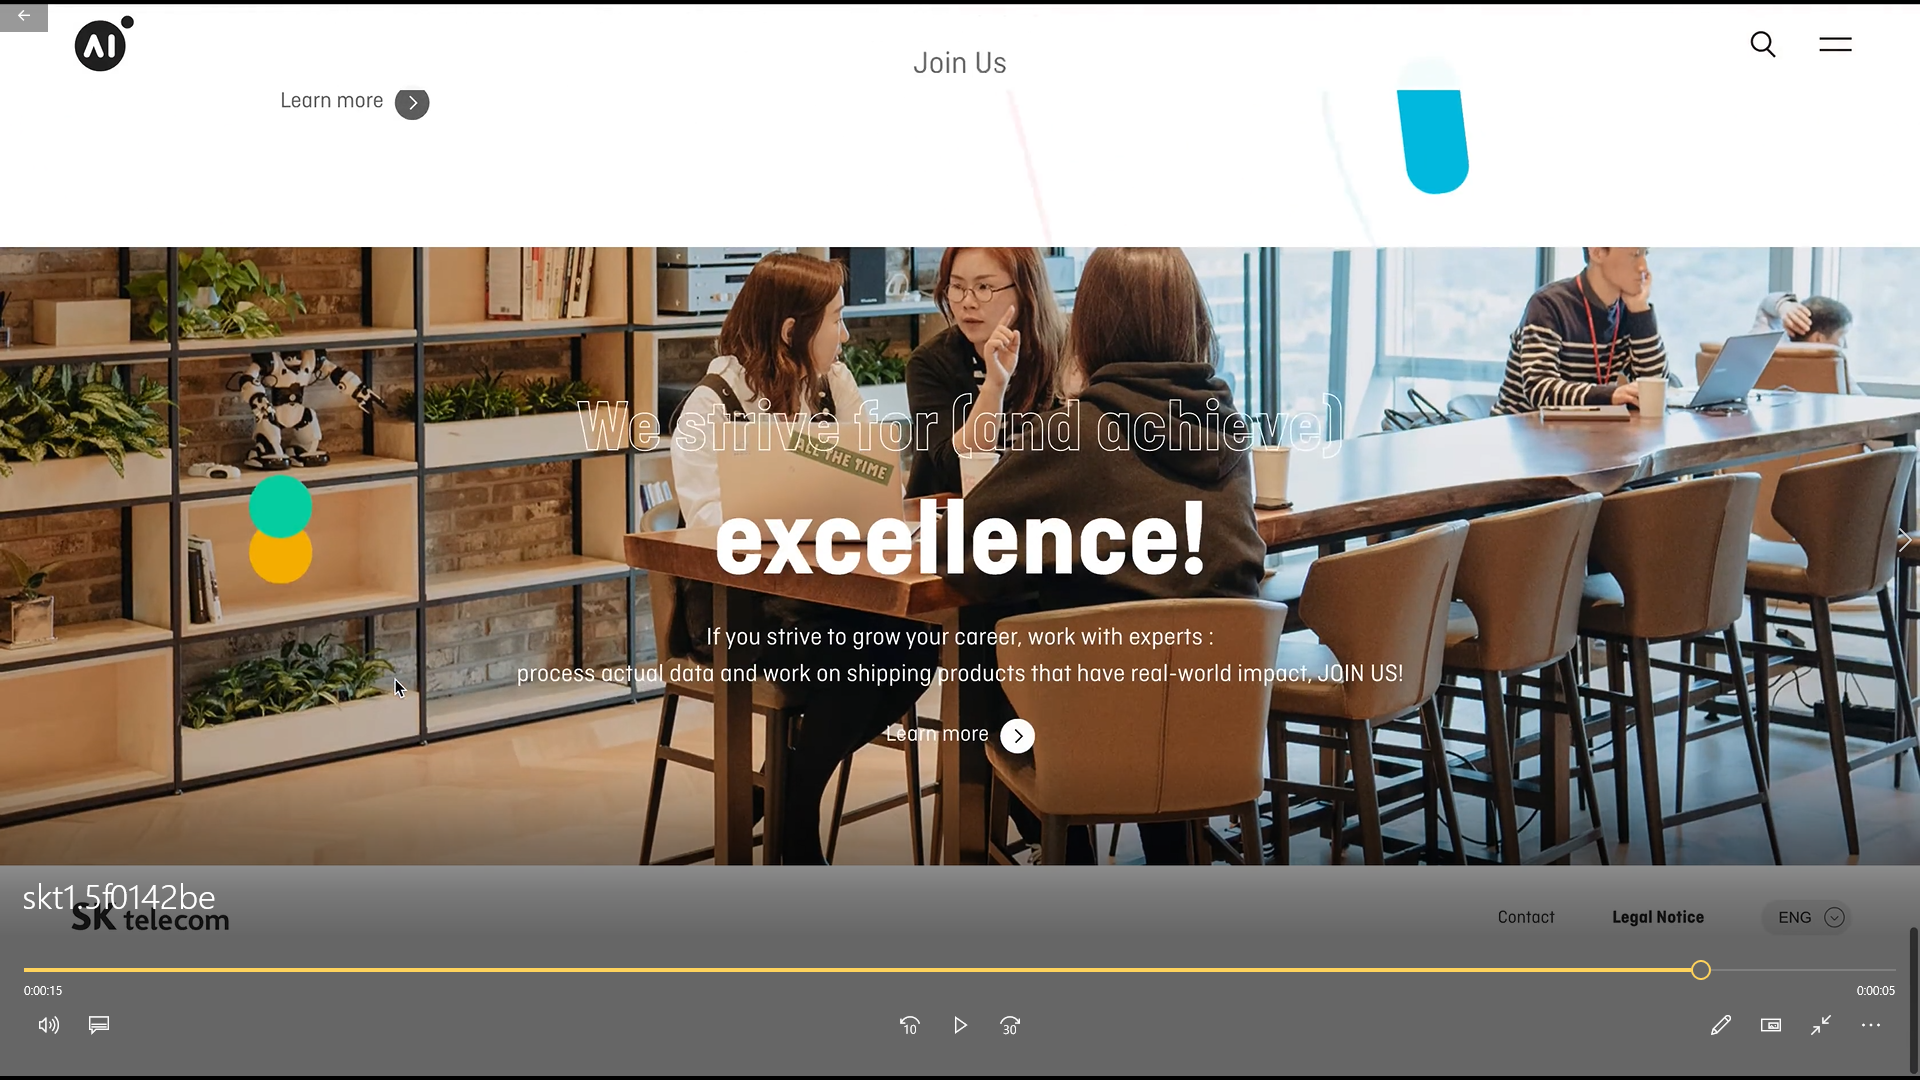 AI
Join Us
Learn more
We strive for (and achieve)
ALL THE TIME
excellence!
If you strive to grow your career, work with experts :
process actual data and work on shipping products that have real-world impact, JOIN US!
Learn more
skt1.5f0142be
SK telecom
Contact
Legal Notice
ENG
0:00:15
0:00:05
10
30